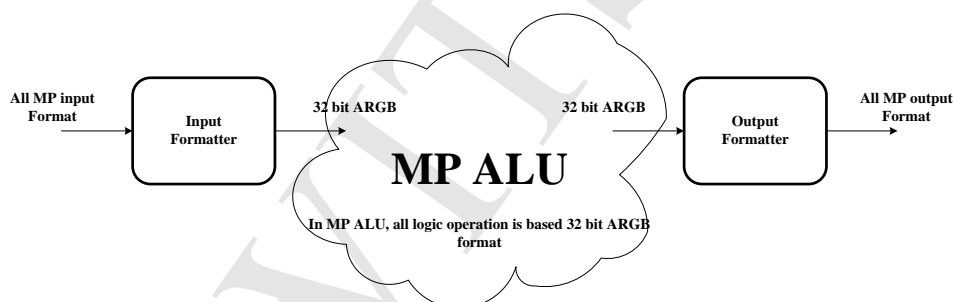 All MP input
Format
Input
Formatter
32 bit ARGB
MP ALU
In MP ALU, all logic operation is based 32 bit ARGB
format
32 bit ARGB
Output
Formatter
All MP output
Format